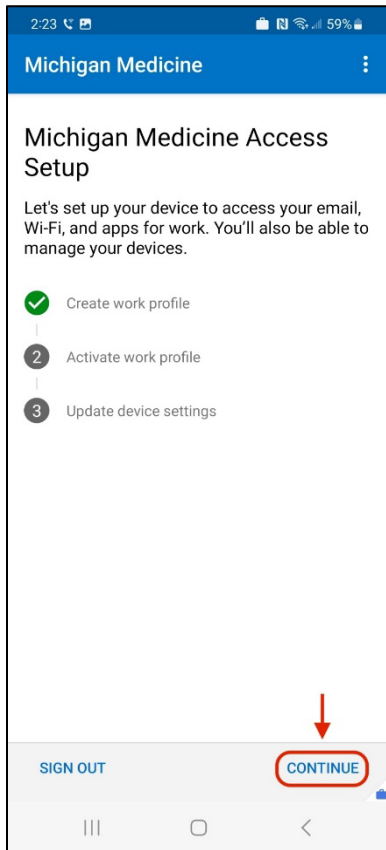 2:23 59%
Michigan Medicine
Michigan Medicine Access
Setup
Let's set up your device to access your email,
Wi-Fi, and apps for work. You'll also be able to
manage your devices.
Create work profile
2 Activate work profile
3 Update device settings
SIGN OUT CONTINUE